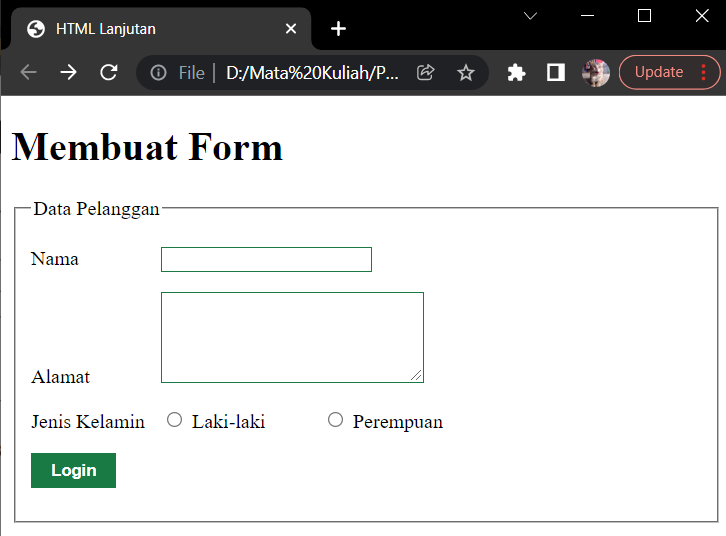 HTML Lanjutan
File | D:/Mata%20Kuliah/P...
Update
Membuat Form
Data Pelanggan
Nama
Alamat
Jenis Kelamin Laki-laki Perempuan
Login